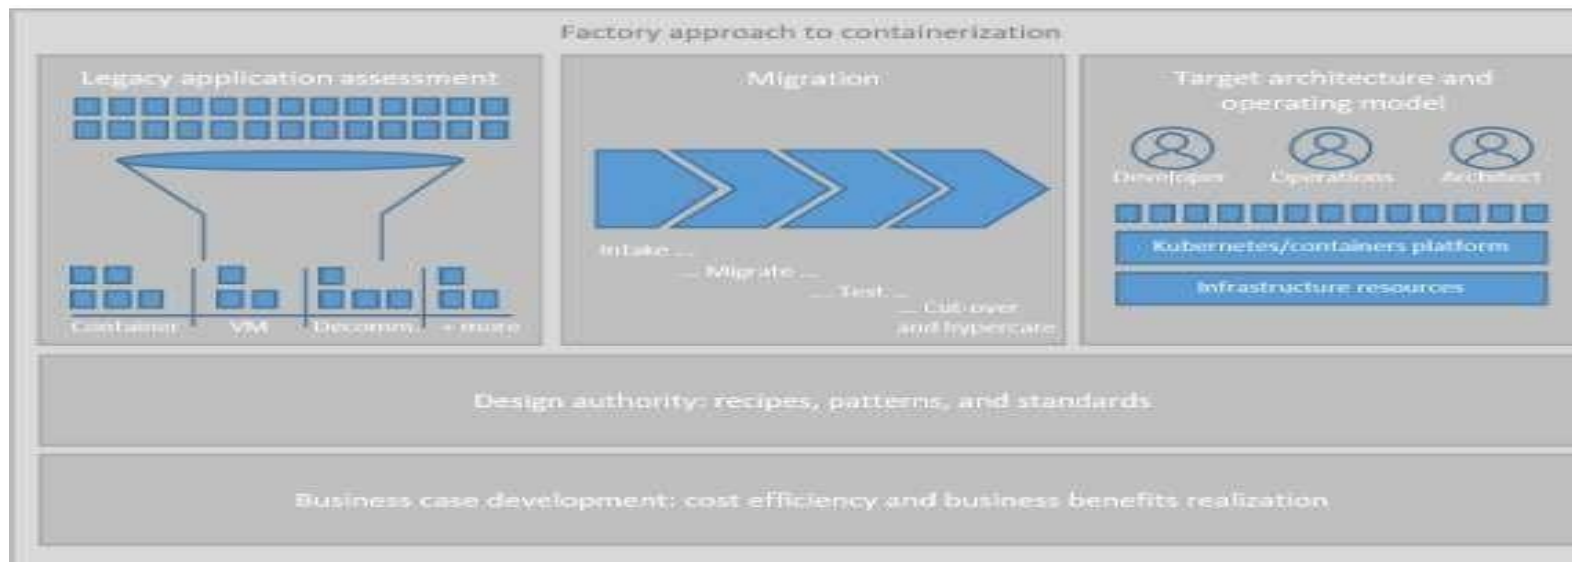 Factory approach to containerization
Legacy application assessment
Container
VM
Decomm.
+ more
Migration
Intake ...
... Migrate ...
... Test ...
... Cut-over
and hypercare
Target architecture and
operating model
Developer
Operations
Architect
Kubernetes/containers platform
Infrastructure resources
Design authority: recipes, patterns, and standards
Business case development: cost efficiency and business benefits realization